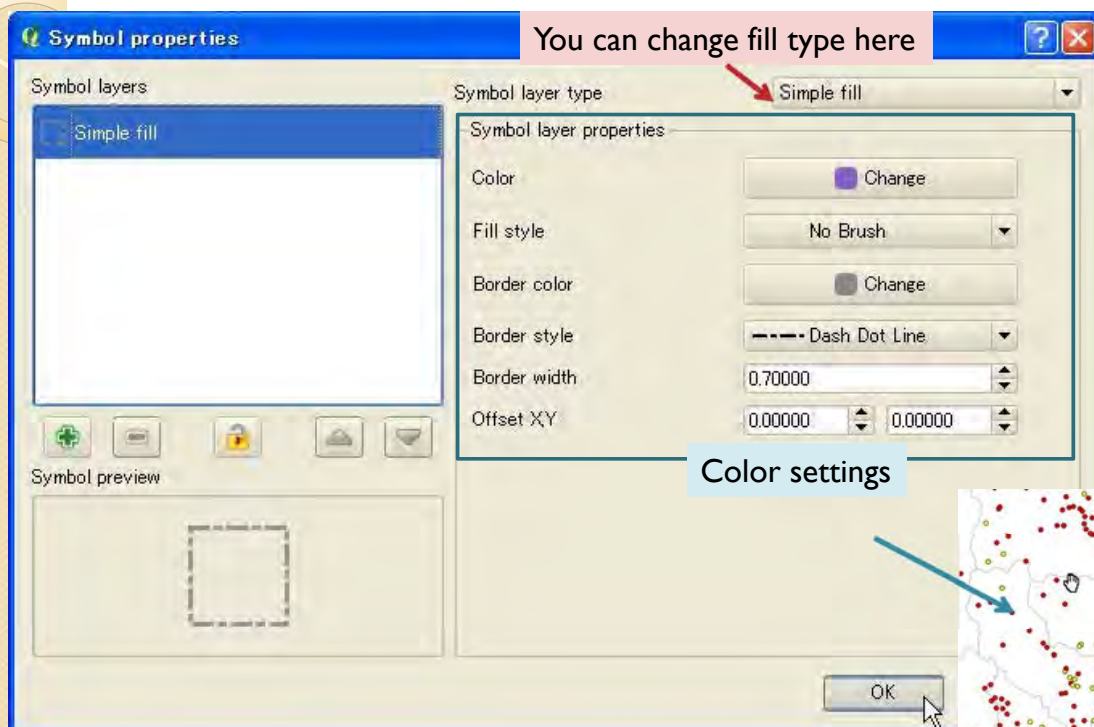 Symbol properties
You can change fill type here
Symbol layers
Simple fill
Symbol layer type
Simple fill
Symbol layer properties
Color
Change
Fill style
No Brush
Border color
Change
Border style
Dash Dot Line
Border width
0.70000
Offset X,Y
0.00000
0.00000
Color settings
Symbol preview
OK